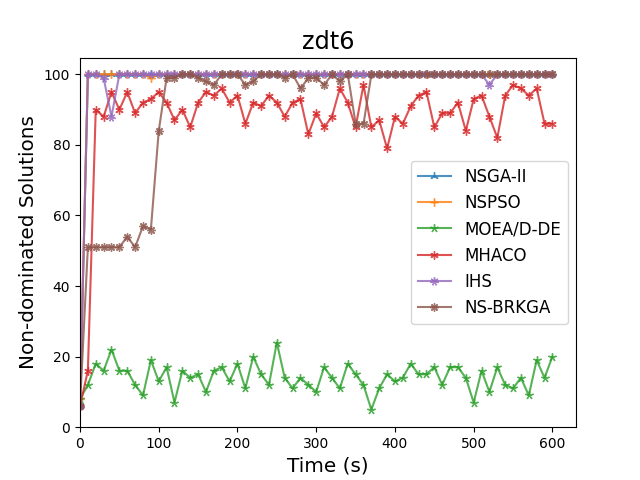 zdt6
Non-dominated Solutions
100
80
60
40
20
0
0 100 200 300 400 500 600
Time (s)
NSGA-II
NSPSO
MOEA/D-DE
MHACO
IHS
NS-BRKGA